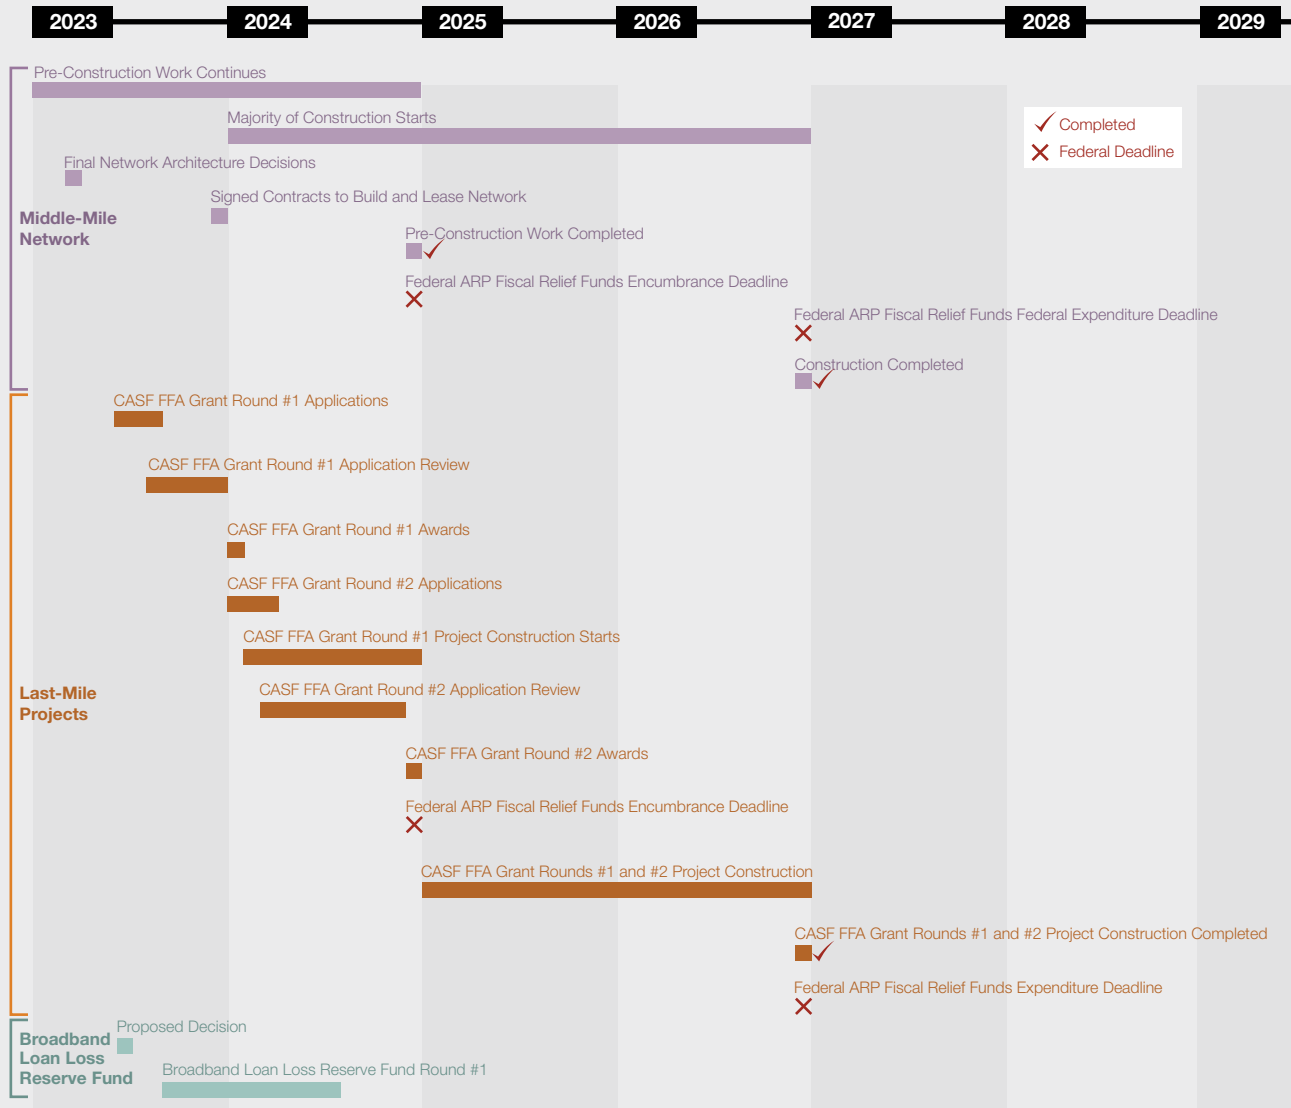 2023 2024 2025 2026 2027 2028 2029
Pre-Construction Work Continues
Majority of Construction Starts
Completed
Federal Deadline
Final Network Architecture Decisions
Signed Contracts to Build and Lease Network
Middle-Mile
Network
Pre-Construction Work Completed
Federal ARP Fiscal Relief Funds Encumbrance Deadline
Federal ARP Fiscal Relief Funds Federal Expenditure Deadline
Construction Completed
CASF FFA Grant Round #1 Applications
CASF FFA Grant Round #1 Application Review
CASF FFA Grant Round #1 Awards
CASF FFA Grant Round #2 Applications
CASF FFA Grant Round #1 Project Construction Starts
CASF FFA Grant Round #2 Application Review
Last-Mile
Projects
CASF FFA Grant Round #2 Awards
Federal ARP Fiscal Relief Funds Encumbrance Deadline
CASF FFA Grant Rounds #1 and #2 Project Construction
CASF FFA Grant Rounds #1 and #2 Project Construction Completed
Federal ARP Fiscal Relief Funds Expenditure Deadline
Proposed Decision
Broadband
Loan Loss
Reserve Fund
Broadband Loan Loss Reserve Fund Round #1